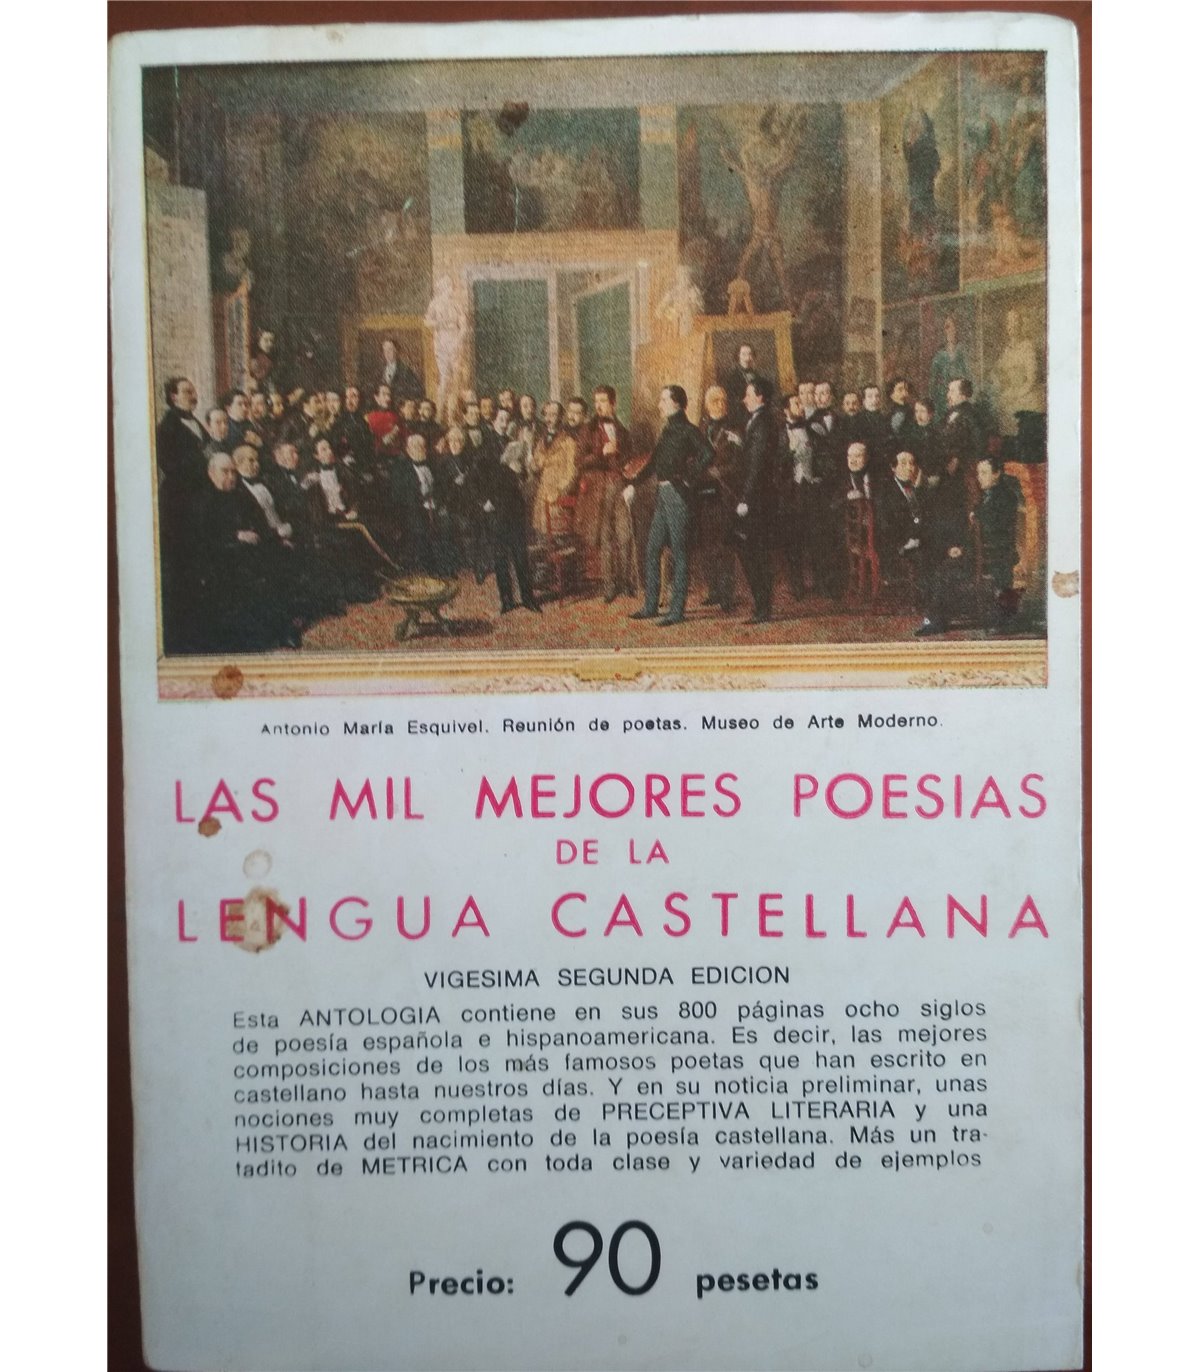 Antonio María Esquivel. Reunión de poetas. Museo de Arte Moderno.
LAS MIL MEJORES POESIAS
DE LA
LENGUA CASTELLANA
VIGESIMA SEGUNDA EDICION
Esta ANTOLOGIA contiene en sus 800 páginas ocho siglos
de poesía española e hispanoamericana. Es decir, las mejores
composiciones de los más famosos poetas que han escrito en
castellano hasta nuestros días. Y en su noticia preliminar, unas
nociones muy completas de PRECEPTIVA LITERARIA y una
HISTORIA del nacimiento de la poesía castellana. Más un tra-
tadito de METRICA con toda clase y variedad de ejemplos
Precio: 90 pesetas